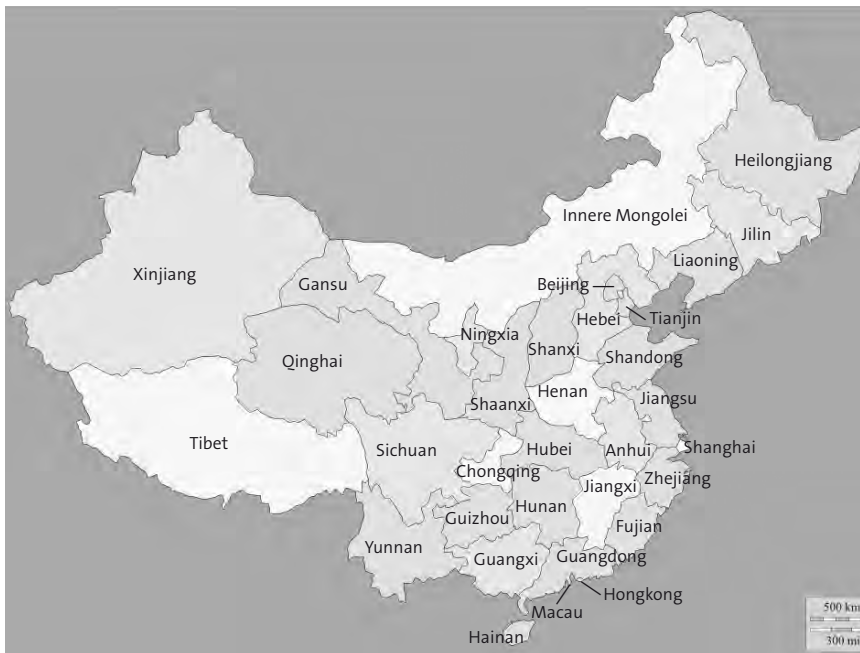 Heilongjiang
Innere Mongolei
Jilin
Liaoning
Xinjiang
Gansu
Beijing
Hebei
Tianjin
Ningxia
Shanxi
Qinghai
Shandong
Henan
Shaanxi
Jiangsu
Tibet
Sichuan
Hubei
Anhui
Shanghai
Chongqing
Jiangxi
Zhejiang
Guizhou
Hunan
Fujian
Yunnan
Guangxi
Guangdong
Hongkong
Macau
Hainan
500 km
300 mi